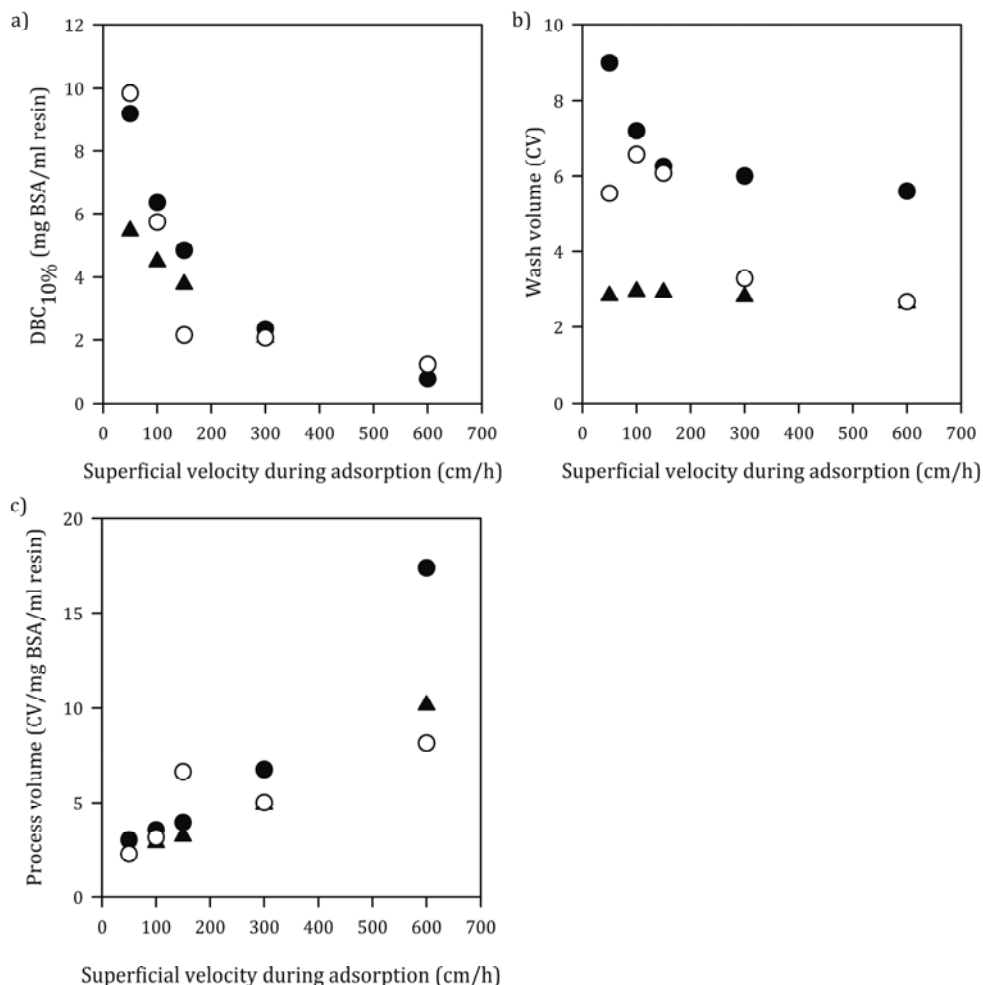 a)
DBC10% (mg BSA/ml resin)
12
10
8
6
4
2
0
0 100 200 300 400 500 600 700
Superficial velocity during adsorption (cm/h)
b)
Wash volume (CV)
10
8
6
4
2
0
0 100 200 300 400 500 600 700
Superficial velocity during adsorption (cm/h)
c)
Process volume (CV/mg BSA/ml resin)
20
15
10
5
0
0 100 200 300 400 500 600 700
Superficial velocity during adsorption (cm/h)